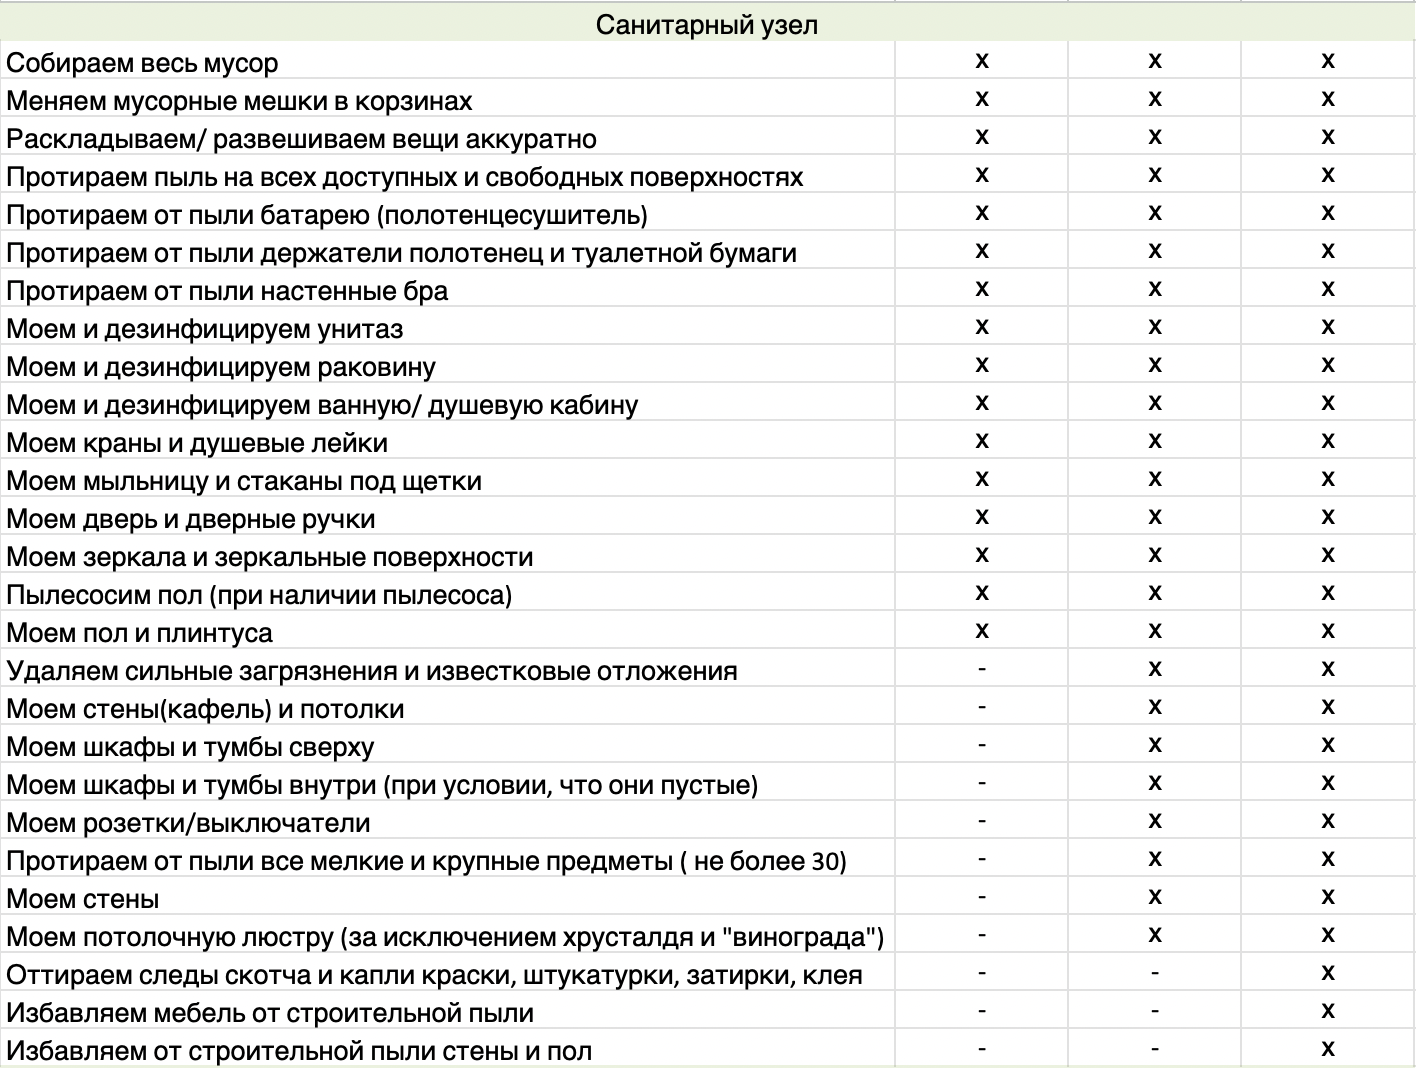 Санитарный узел
Собираем весь мусор x x x
Меняем мусорные мешки в корзинах x x x
Раскладываем/ развешиваем вещи аккуратно x x x
Протираем пыль на всех доступных и свободных поверхностях x x x
Протираем от пыли батарею (полотенцесушитель) x x x
Протираем от пыли держатели полотенец и туалетной бумаги x x x
Протираем от пыли настенные бра x x x
Моем и дезинфицируем унитаз x x x
Моем и дезинфицируем раковину x x x
Моем и дезинфицируем ванную/ душевую кабину x x x
Моем краны и душевые лейки x x x
Моем мыльницу и стаканы под щетки x x x
Моем дверь и дверные ручки x x x
Моем зеркала и зеркальные поверхности x x x
Пылесосим пол (при наличии пылесоса) x x x
Моем пол и плинтуса x x x
Удаляем сильные загрязнения и известковые отложения - x x
Моем стены(кафель) и потолки - x x
Моем шкафы и тумбы сверху - x x
Моем шкафы и тумбы внутри (при условии, что они пустые) - x x
Моем розетки/выключатели - x x
Протираем от пыли все мелкие и крупные предметы ( не более 30) - x x
Моем стены - x x
Моем потолочную люстру (за исключением хрусталдя и "винограда") - x x
Оттираем следы скотча и капли краски, штукатурки, затирки, клея - - x
Избавляем мебель от строительной пыли - - x
Избавляем от строительной пыли стены и пол - - x